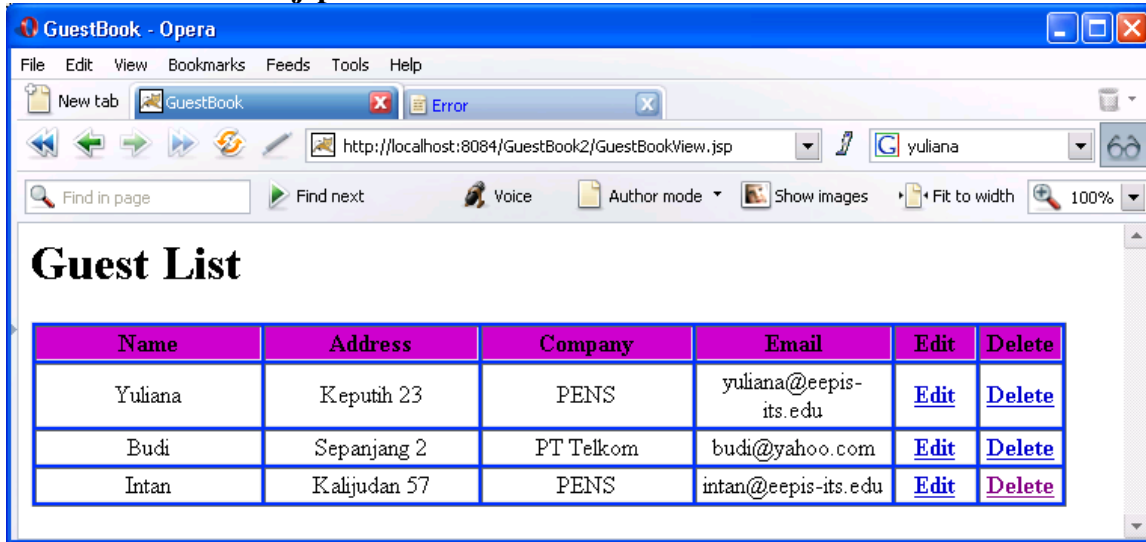 GuestBook - Opera
File Edit View Bookmarks Feeds Tools Help
New tab GuestBook Error
http://localhost:8084/GuestBook2/GuestBookView.jsp G yuliana
Find in page Find next Voice Author mode Show images Fit to width 100%
Guest List
Name Address Company Email Edit Delete
Yuliana Keputih 23 PENS yuliana@eepis-
its.edu Edit Delete
Budi Sepanjang 2 PT Telkom budi@yahoo.com Edit Delete
Intan Kalijudan 57 PENS intan@eepis-its.edu Edit Delete